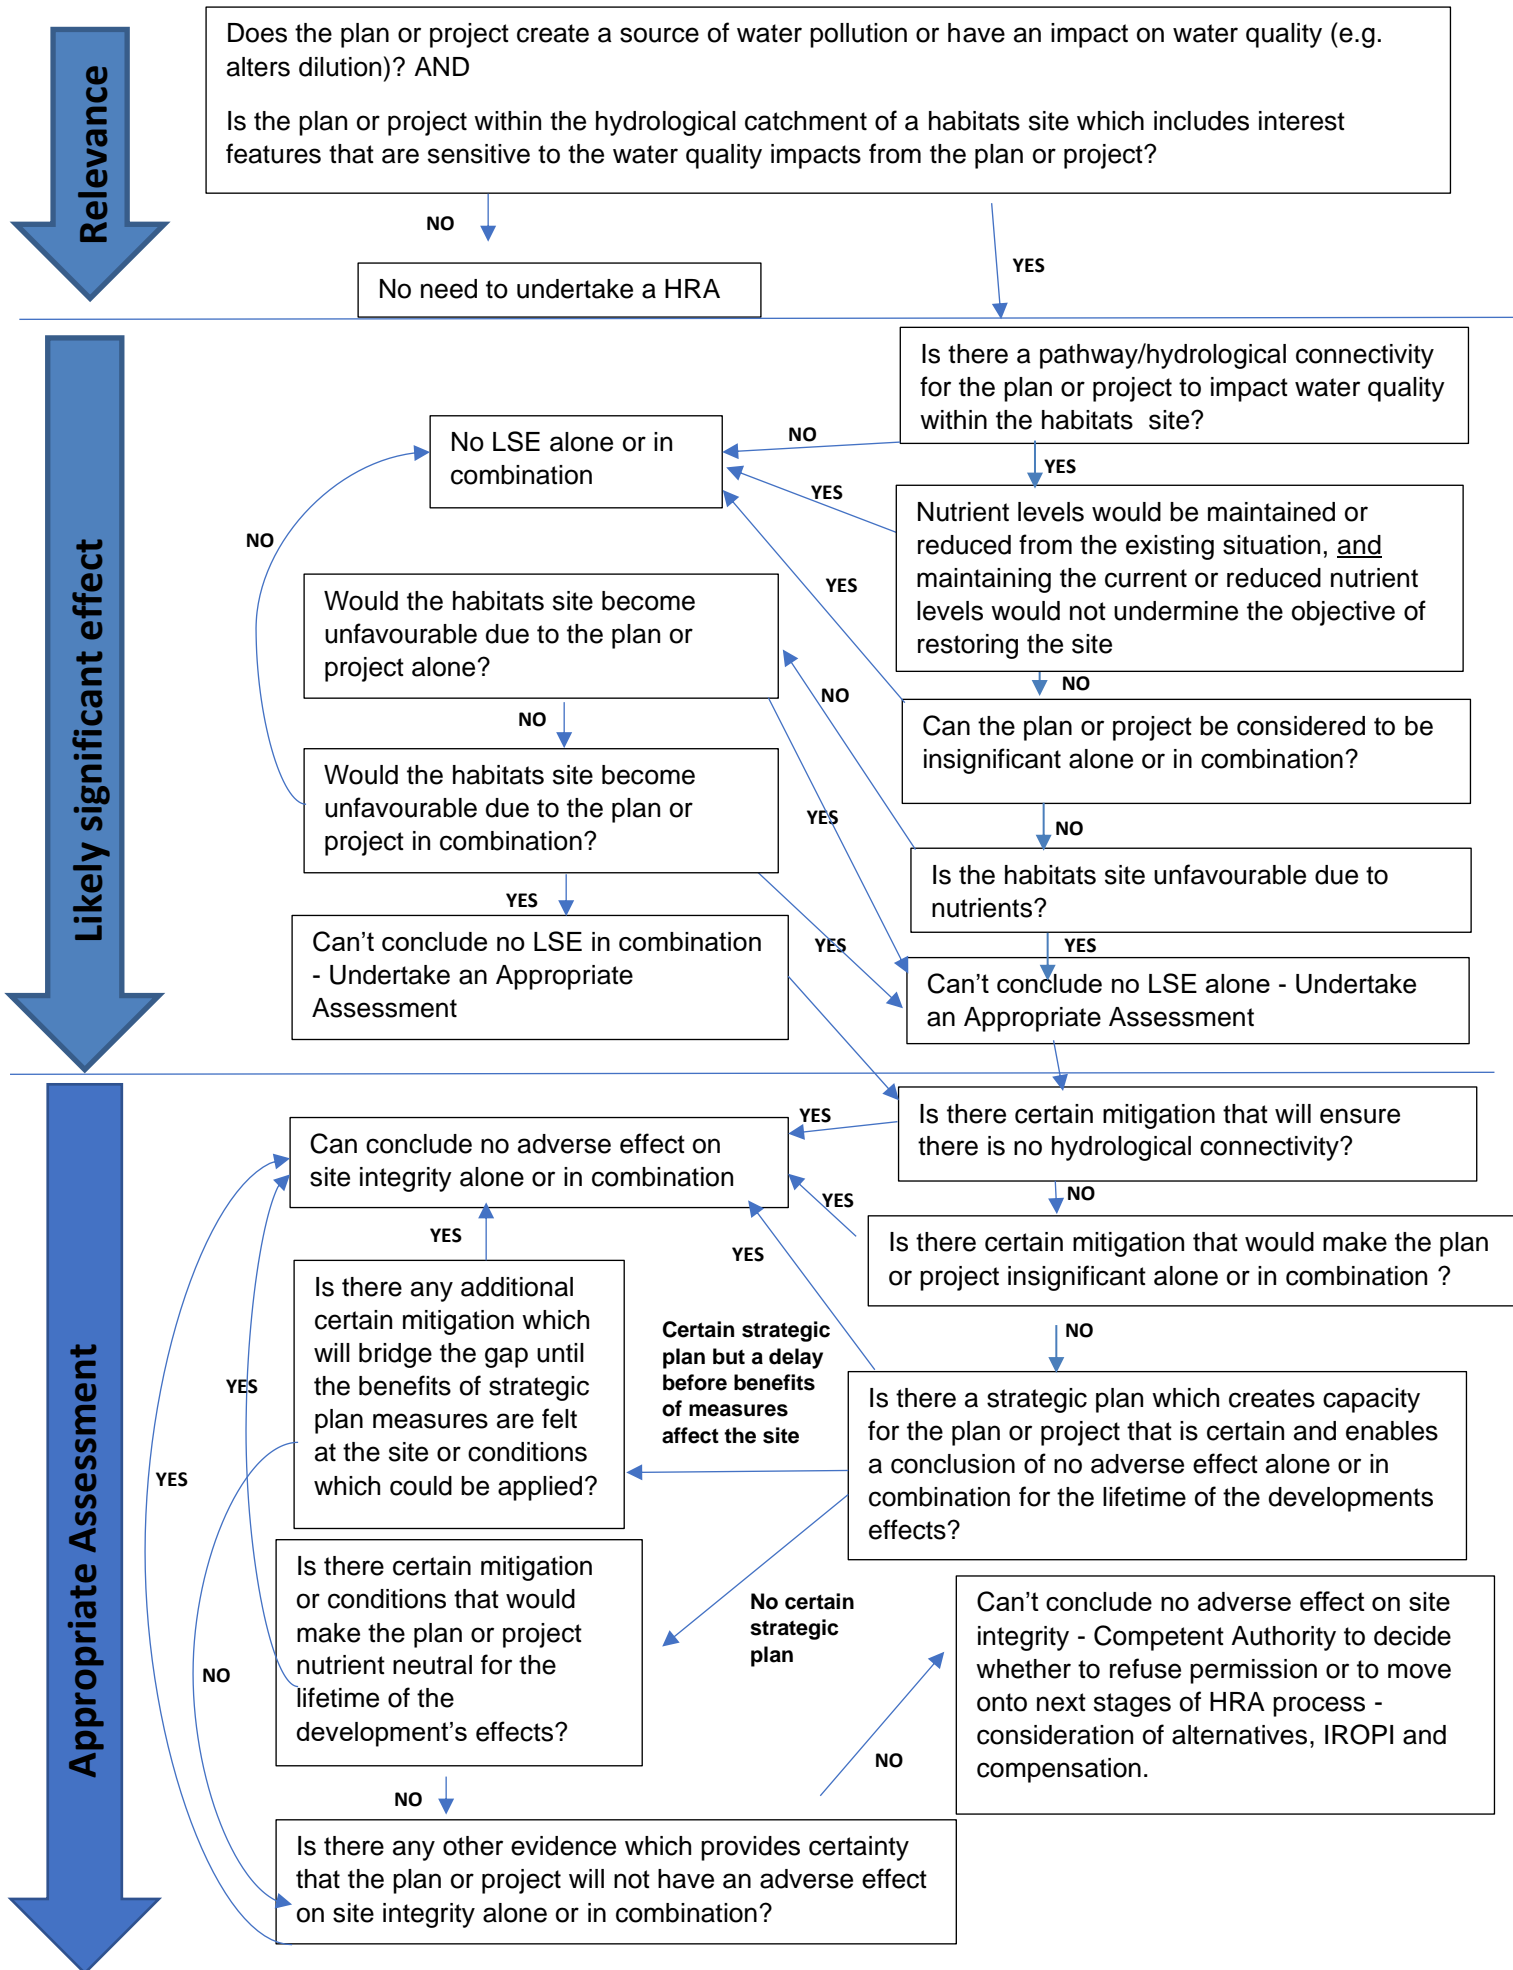 Relevance
Does the plan or project create a source of water pollution or have an impact on water quality (e.g.
alters dilution)? AND
Is the plan or project within the hydrological catchment of a habitats site which includes interest
features that are sensitive to the water quality impacts from the plan or project?
NO
YES
No need to undertake a HRA
Likely significant effect
Is there a pathway/hydrological connectivity
for the plan or project to impact water quality
within the habitats  site?
NO
YES
No LSE alone or in
combination
YES
Nutrient levels would be maintained or
reduced from the existing situation, and
maintaining the current or reduced nutrient
levels would not undermine the objective of
restoring the site
NO
YES
NO
Would the habitats site become
unfavourable due to the plan or
project alone?
NO
NO
Can the plan or project be considered to be
insignificant alone or in combination?
Would the habitats site become
unfavourable due to the plan or
project in combination?
YES
NO
Is the habitats site unfavourable due to
nutrients?
YES
YES
YES
Can’t conclude no LSE in combination
- Undertake an Appropriate
Assessment
Can’t conclude no LSE alone - Undertake
an Appropriate Assessment
Appropriate Assessment
Is there certain mitigation that will ensure
there is no hydrological connectivity?
YES
NO
Can conclude no adverse effect on
site integrity alone or in combination
YES
Is there certain mitigation that would make the plan
or project insignificant alone or in combination ?
YES
YES
NO
Is there any additional
certain mitigation which
will bridge the gap until
the benefits of strategic
plan measures are felt
at the site or conditions
which could be applied?
Certain strategic
plan but a delay
before benefits
of measures
affect the site
Is there a strategic plan which creates capacity
for the plan or project that is certain and enables
a conclusion of no adverse effect alone or in
combination for the lifetime of the developments
effects?
YES
YES
Is there certain mitigation
or conditions that would
make the plan or project
nutrient neutral for the
lifetime of the
development’s effects?
No certain
strategic
plan
Can’t conclude no adverse effect on site
integrity - Competent Authority to decide
whether to refuse permission or to move
onto next stages of HRA process -
consideration of alternatives, IROPI and
compensation.
NO
NO
NO
Is there any other evidence which provides certainty
that the plan or project will not have an adverse effect
on site integrity alone or in combination?